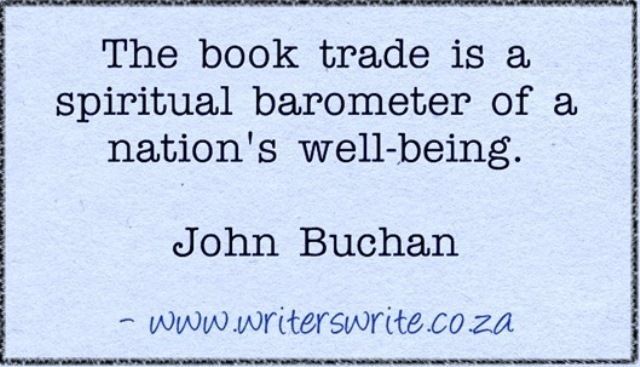 The book trade is a
spiritual barometer of a
nation's well-being.
John Buchan
- www.writerswrite.co.za